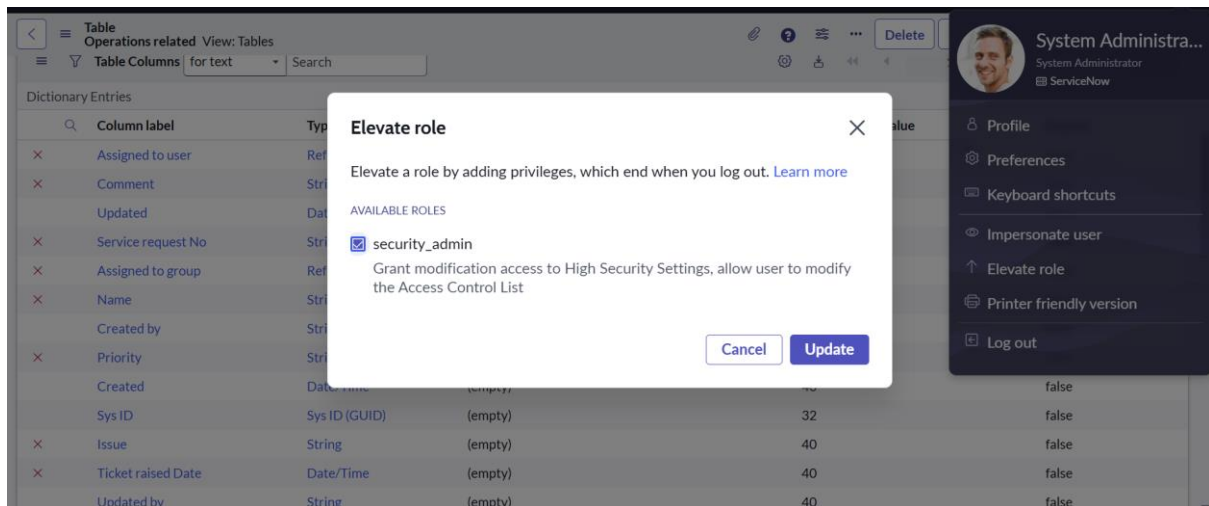 Table
Operations related View: Tables
Delete
Table Columns for text Search
Dictionary Entries
Column label
Assigned to user
Comment
Updated
Service request No
Assigned to group
Name
Created by
Priority
Created (empty) false
Sys ID Sys ID (GUID) (empty) 32 false
Issue String (empty) 40 false
Ticket raised Date Date/Time (empty) 40 false
Updated by String (empty) 40 false
Elevate role
Elevate a role by adding privileges, which end when you log out. Learn more
AVAILABLE ROLES
security_admin
Grant modification access to High Security Settings, allow user to modify
the Access Control List
Cancel Update
System Administra...
System Administrator
ServiceNow
Profile
Preferences
Keyboard shortcuts
Impersonate user
Elevate role
Printer friendly version
Log out